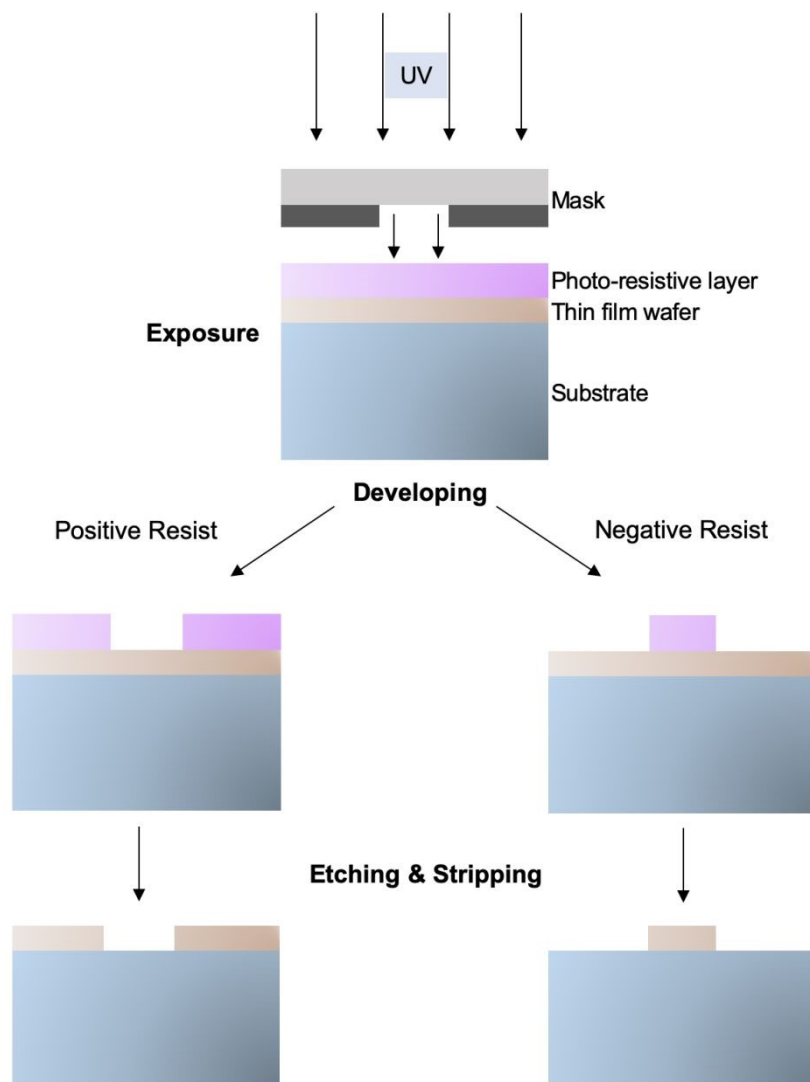 UV
Mask
Photo-resistive layer
Thin film wafer
Exposure
Substrate
Developing
Positive Resist
Negative Resist
Etching & Stripping